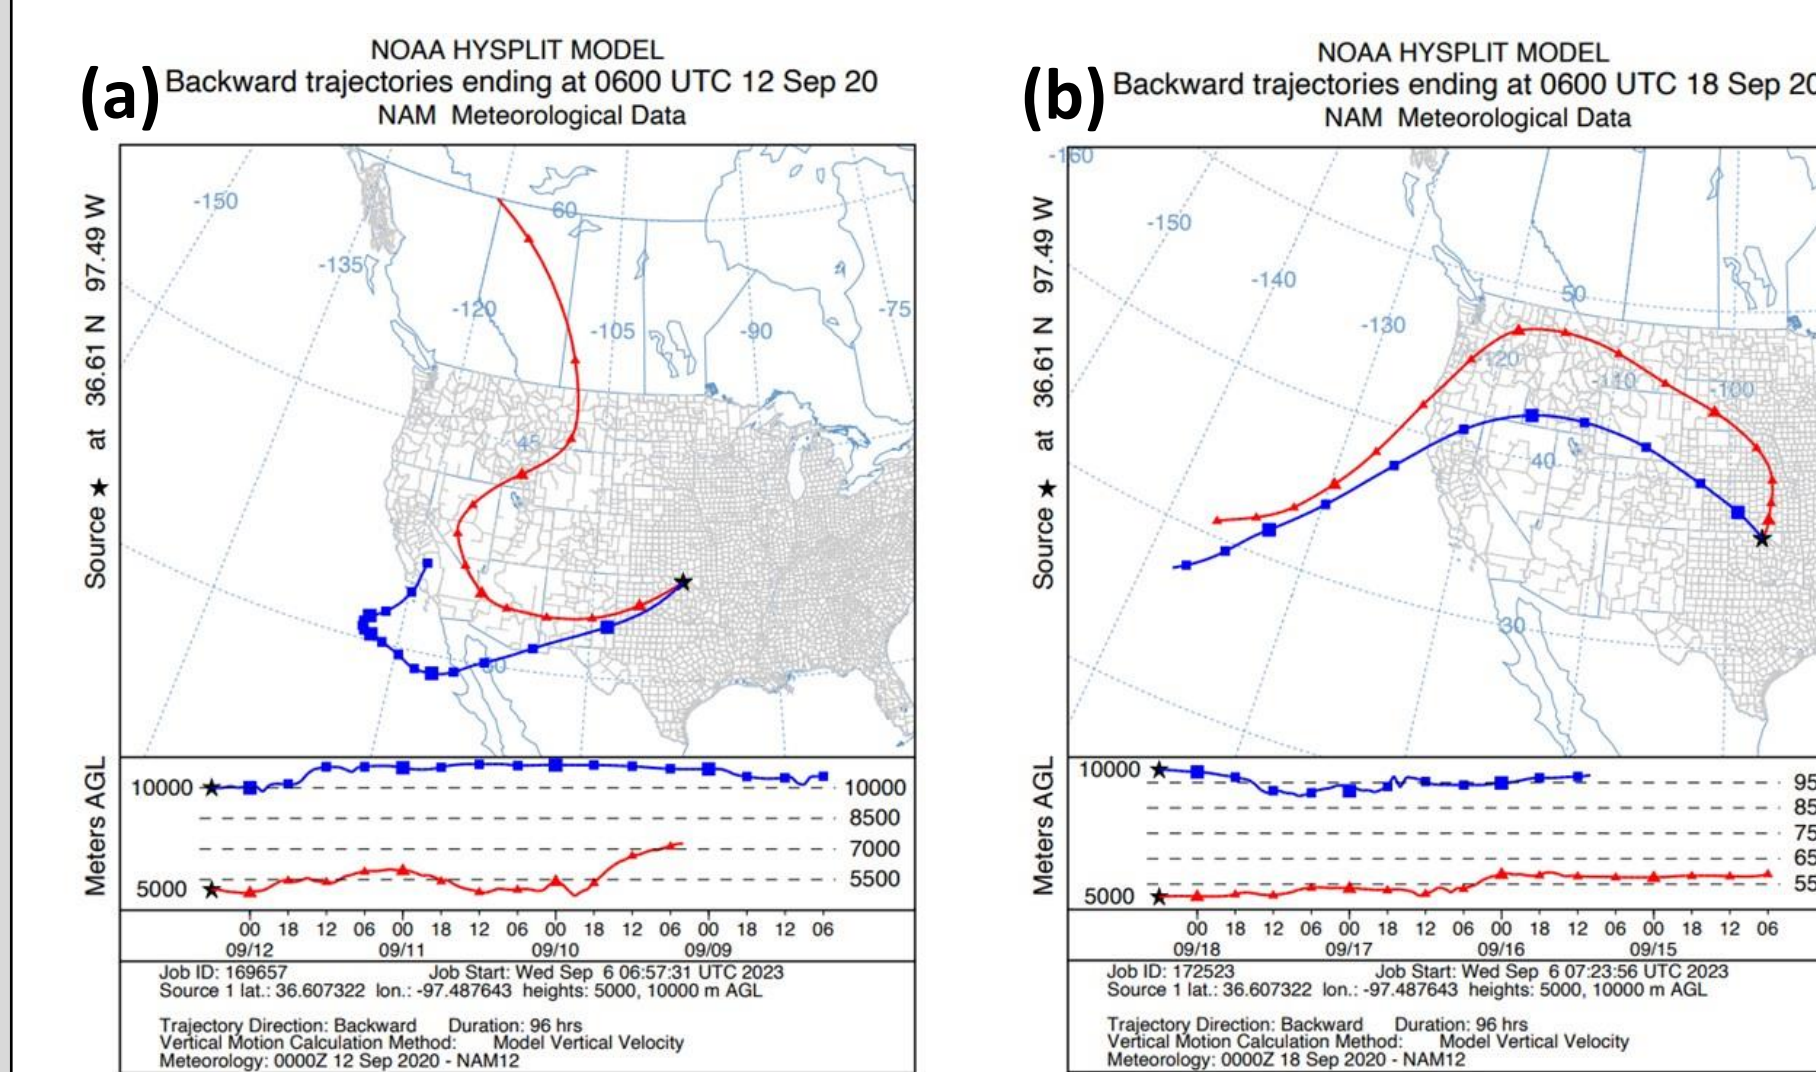 (a)
NOAA HYSPLIT MODEL
Backward trajectories ending at 0600 UTC 12 Sep 20
NAM Meteorological Data
Source ★ at 36.61 N 97.49 W
-150
-135
-120
-105
-90
-75
60
45
30
Meters AGL
10000
5000
10000
8500
7000
5500
00 18 12 06 00 18 12 06 00 18 12 06 00 18 12 06
09/12 09/11 09/10 09/09
Job ID: 169657 Job Start: Wed Sep 6 06:57:31 UTC 2023
Source 1 lat.: 36.607322 lon.: -97.487643 heights: 5000, 10000 m AGL
Trajectory Direction: Backward Duration: 96 hrs
Vertical Motion Calculation Method: Model Vertical Velocity
Meteorology: 0000Z 12 Sep 2020 - NAM12
(b)
NOAA HYSPLIT MODEL
Backward trajectories ending at 0600 UTC 18 Sep 20
NAM Meteorological Data
Source ★ at 36.61 N 97.49 W
-160
-150
-140
-130
120
-110
-100
50
40
30
Meters AGL
10000
5000
95
85
75
65
55
00 18 12 06 00 18 12 06 00 18 12 06 00 18 12 06
09/18 09/17 09/16 09/15
Job ID: 172523 Job Start: Wed Sep 6 07:23:56 UTC 2023
Source 1 lat.: 36.607322 lon.: -97.487643 heights: 5000, 10000 m AGL
Trajectory Direction: Backward Duration: 96 hrs
Vertical Motion Calculation Method: Model Vertical Velocity
Meteorology: 0000Z 18 Sep 2020 - NAM12